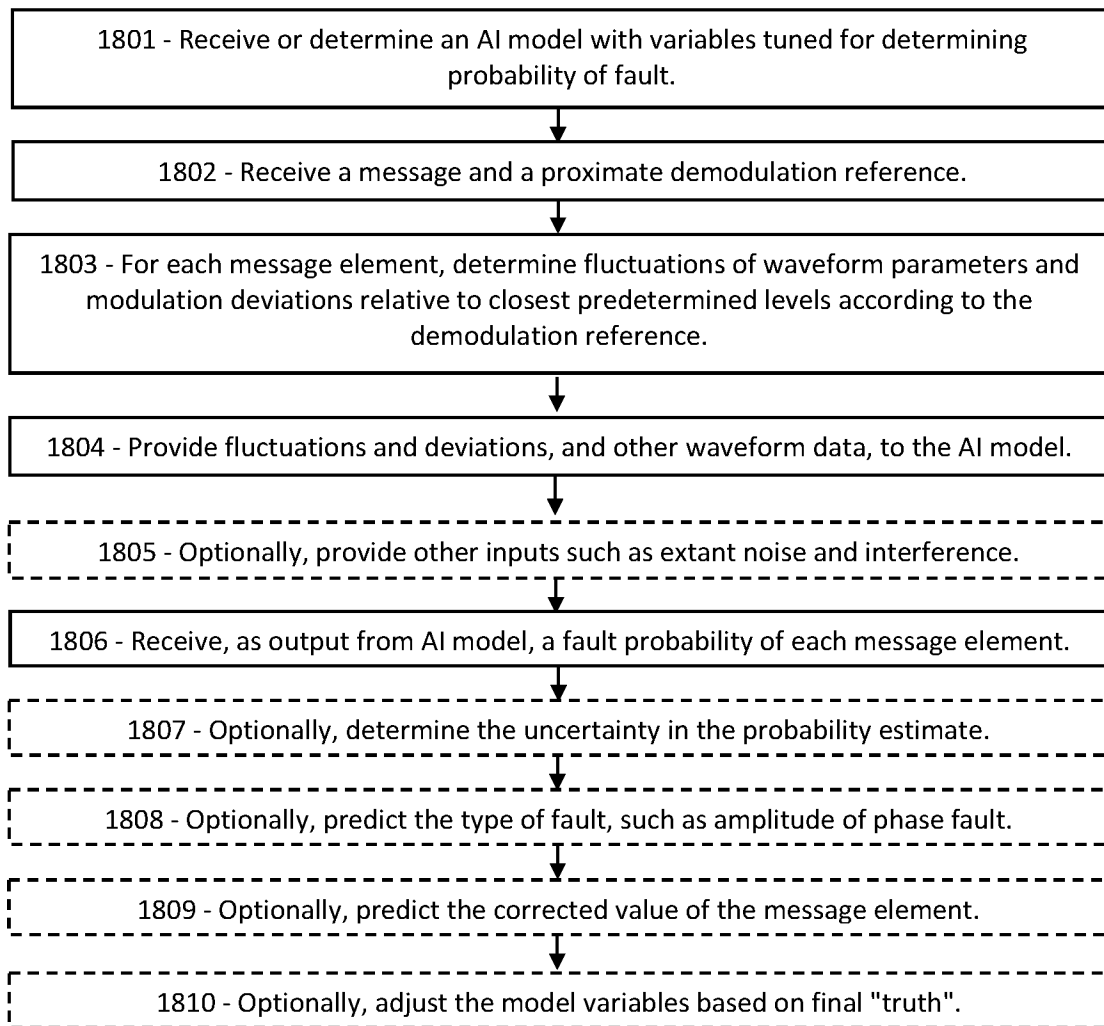 1801 - Receive or determine an AI model with variables tuned for determining
probability of fault.
1802 - Receive a message and a proximate demodulation reference.
1803 - For each message element, determine fluctuations of waveform parameters and
modulation deviations relative to closest predetermined levels according to the
demodulation reference.
1804 - Provide fluctuations and deviations, and other waveform data, to the AI model.
1805 - Optionally, provide other inputs such as extant noise and interference.
1806 - Receive, as output from AI model, a fault probability of each message element.
1807 - Optionally, determine the uncertainty in the probability estimate.
1808 - Optionally, predict the type of fault, such as amplitude of phase fault.
1809 - Optionally, predict the corrected value of the message element.
1810 - Optionally, adjust the model variables based on final "truth".